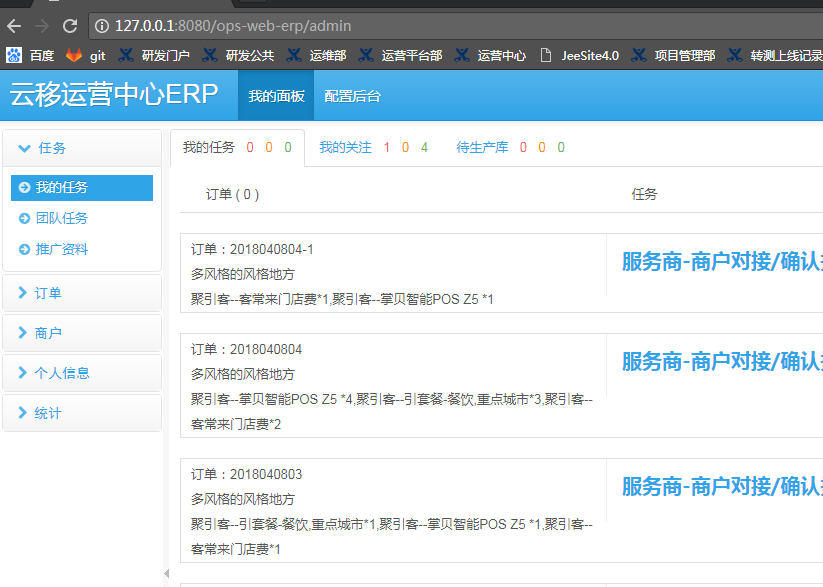 127.0.0.1:8080/ops-web-erp/admin
百度 git 研发门户 研发公共 运维部 运营平台部 运营中心 JeeSite4.0 项目管理部 转测上线记录
云移运营中心ERP 我的面板 配置后台
任务
我的任务
团队任务
推广资料
订单
商户
个人信息
统计
我的任务 0 0 0 我的关注 1 0 4 待生产库 0 0 0
订单 ( 0 ) 任务
订单：2018040804-1
多风格的风格地方
聚引客--客常来门店费*1,聚引客--掌贝智能POS Z5 *1
服务商-商户对接/确认
订单：2018040804
多风格的风格地方
聚引客--掌贝智能POS Z5 *4,聚引客--引套餐-餐饮,重点城市*3,聚引客--
客常来门店费*2
服务商-商户对接/确认
订单：2018040803
多风格的风格地方
聚引客--引套餐-餐饮,重点城市*1,聚引客--掌贝智能POS Z5 *1,聚引客--
客常来门店费*1
服务商-商户对接/确认